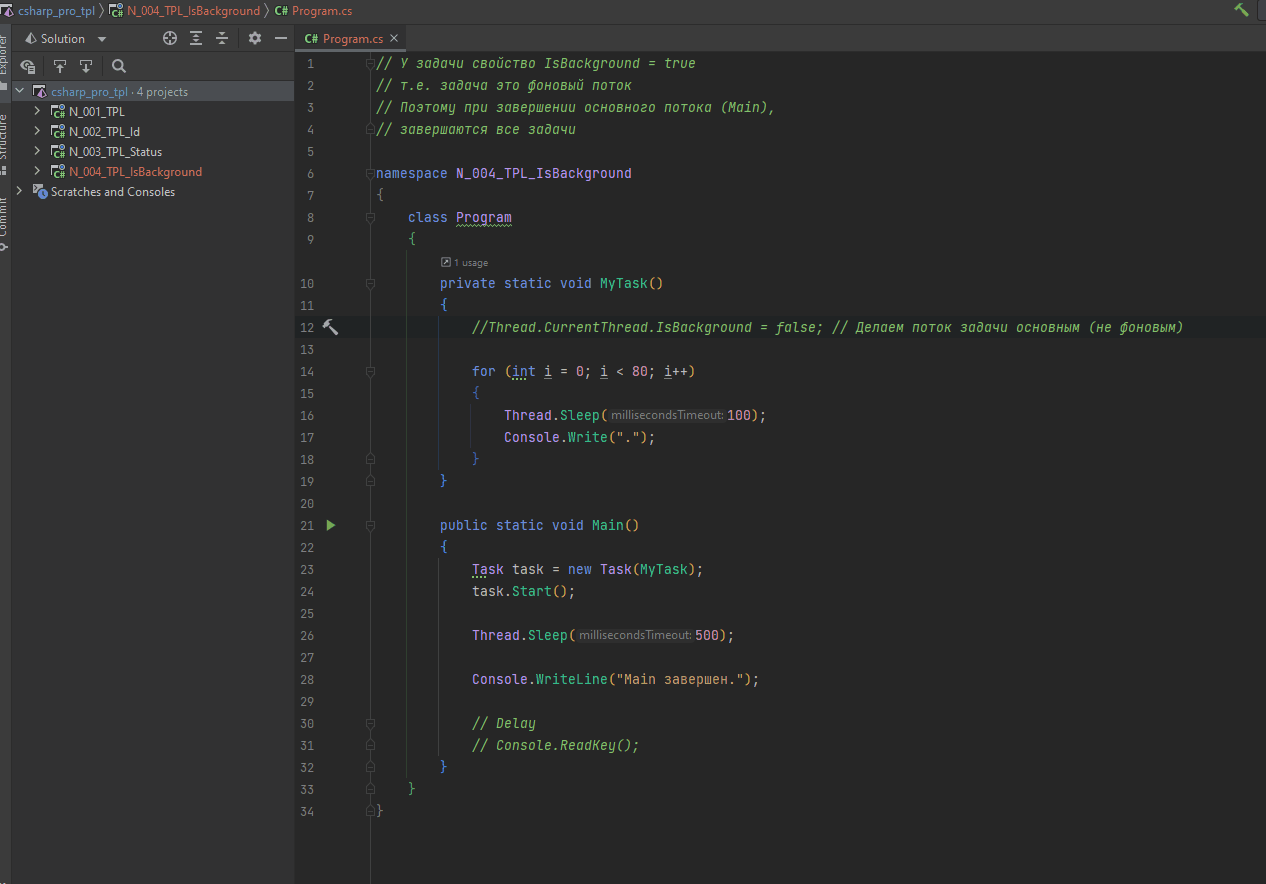 csharp_pro_tpl N_004_TPL_IsBackground C# Program.cs
Explorer
Structure
Commit
Solution
csharp_pro_tpl · 4 projects
N_001_TPL
N_002_TPL_Id
N_003_TPL_Status
N_004_TPL_IsBackground
Scratches and Consoles
C# Program.cs
1 // У задачи свойство IsBackground = true
2 // т.е. задача это фоновый поток
3 // Поэтому при завершении основного потока (Main),
4 // завершаются все задачи
5
6 namespace N_004_TPL_IsBackground
7 {
8 class Program
9 {
1 usage
10 private static void MyTask()
11 {
12 //Thread.CurrentThread.IsBackground = false; // Делаем поток задачи основным (не фоновым)
13
14 for (int i = 0; i < 80; i++)
15 {
16 Thread.Sleep( millisecondsTimeout: 100);
17 Console.Write(".");
18 }
19 }
20
21 public static void Main()
22 {
23 Task task = new Task(MyTask);
24 task.Start();
25
26 Thread.Sleep( millisecondsTimeout: 500);
27
28 Console.WriteLine("Main завершен.");
29
30 // Delay
31 // Console.ReadKey();
32 }
33 }
34 }